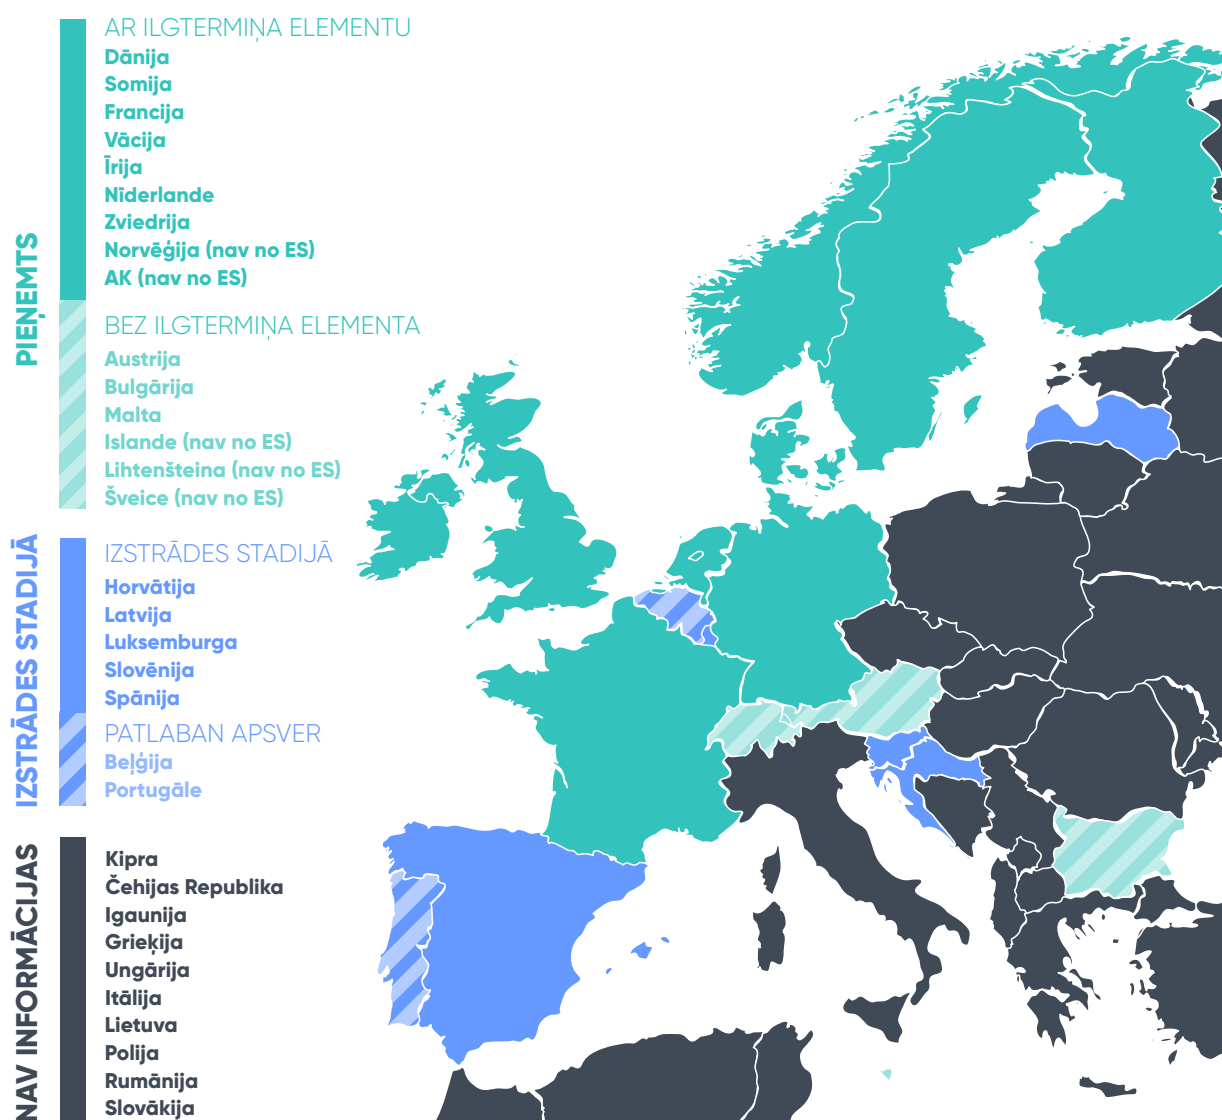 PIEŅEMTS
AR ILGTERMIŅA ELEMENTU
Dānija
Somija
Francija
Vācija
Īrija
Nīderlande
Zviedrija
Norvēģija (nav no ES)
AK (nav no ES)
BEZ ILGTERMIŅA ELEMENTA
Austrija
Bulgārija
Malta
Islande (nav no ES)
Lihtenšteina (nav no ES)
Šveice (nav no ES)
IZSTRĀDES STADIJĀ
IZSTRĀDES STADIJĀ
Horvātija
Latvija
Luksemburga
Slovēnija
Spānija
PATLABAN APSVER
Beļģija
Portugāle
NAV INFORMĀCIJAS
Kipra
Čehijas Republika
Igaunija
Grieķija
Ungārija
Itālija
Lietuva
Polija
Rumānija
Slovākija